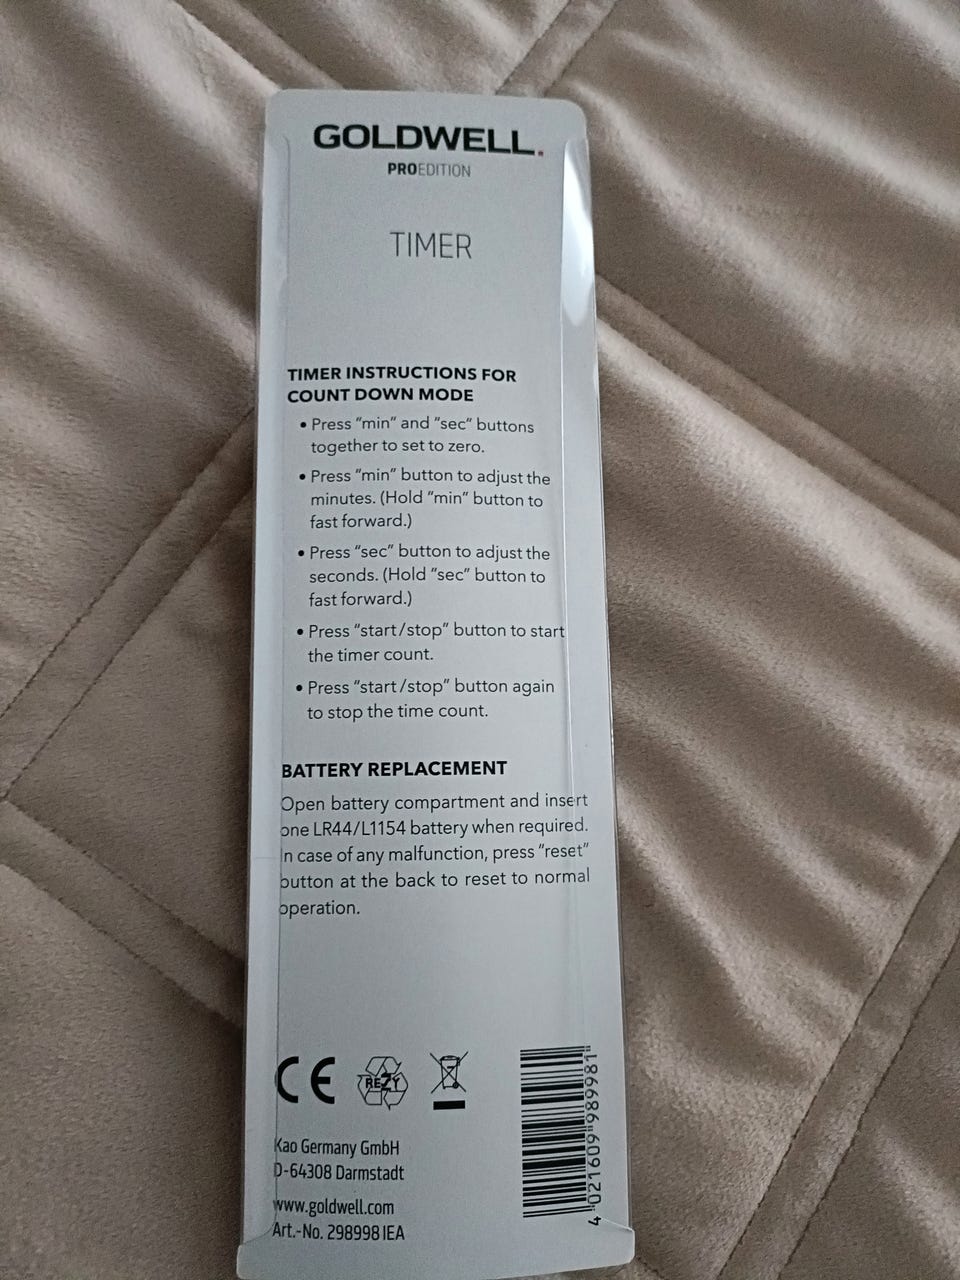 GOLDWELL.
PROEDITION
TIMER
TIMER INSTRUCTIONS FOR
COUNT DOWN MODE
• Press "min" and "sec" buttons
together to set to zero.
• Press "min" button to adjust the
minutes. (Hold "min" button to
fast forward.)
• Press "sec" button to adjust the
seconds. (Hold "sec" button to
fast forward.)
• Press "start/stop" button to start
the timer count.
• Press "start/stop" button again
to stop the time count.
BATTERY REPLACEMENT
Open battery compartment and insert
one LR44/L1154 battery when required.
In case of any malfunction, press "reset"
button at the back to reset to normal
operation.
CE
REZY
Kao Germany GmbH
D-64308 Darmstadt
www.goldwell.com
Art.-No. 298998 IEA
4 021609 989981